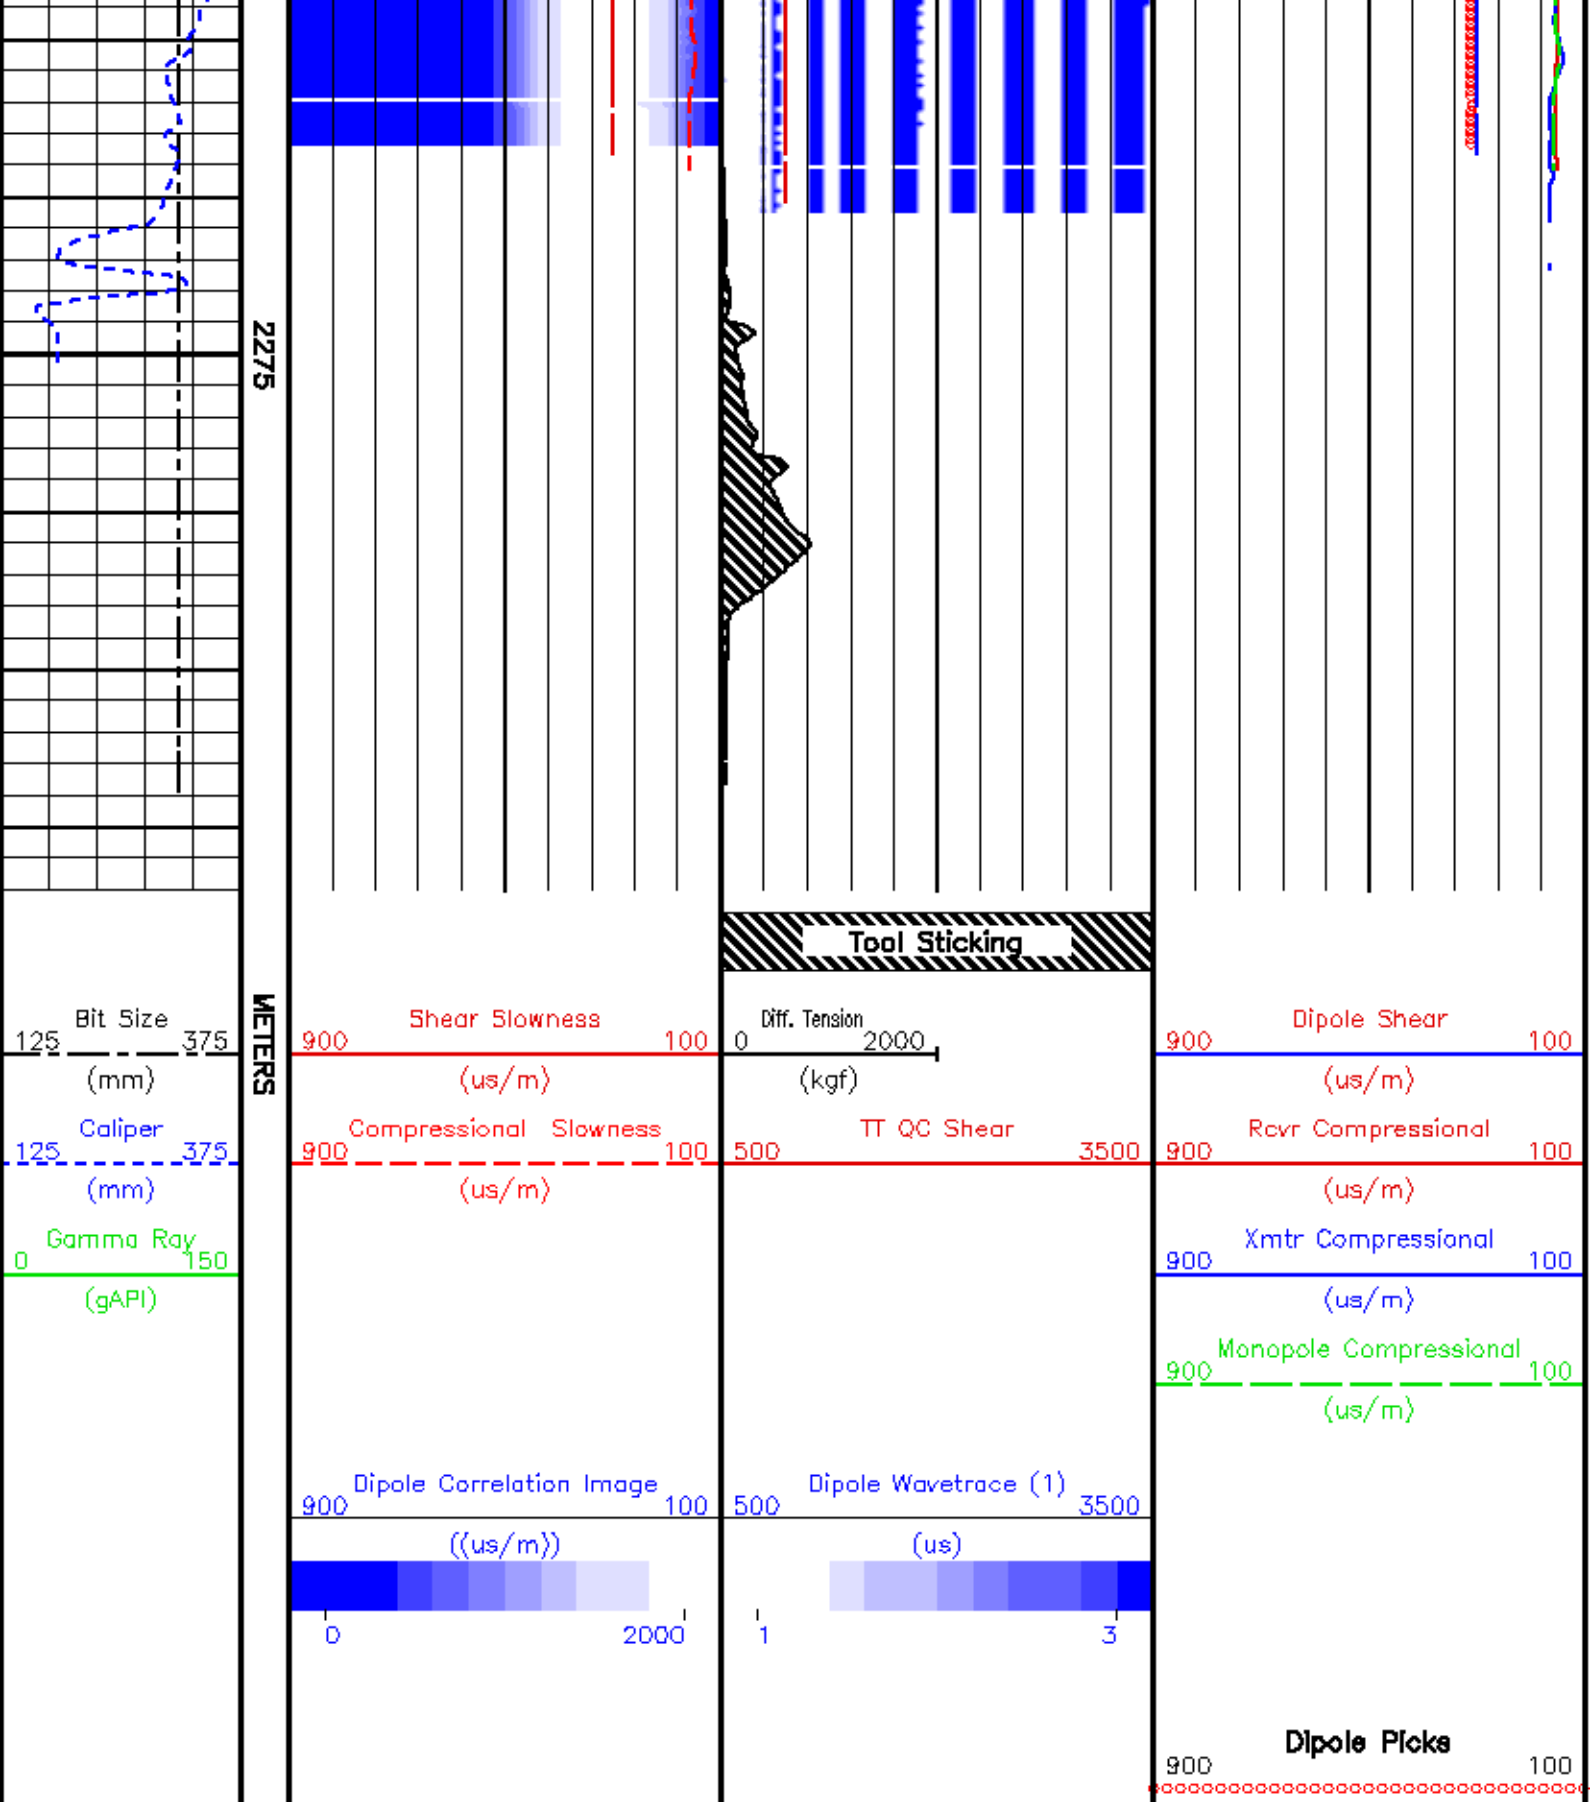 2275
Tool Sticking
METERS
Bit Size
125 375
(mm)
Caliper
125 375
(mm)
Gamma Ray
0 150
(gAPI)
Shear Slowness
900 100
(us/m)
Compressional Slowness
900 100
(us/m)
Dipole Correlation Image
900 100
((us/m))
0 2000
Diff. Tension
0 2000
(kgf)
TT QC Shear
500 3500
Dipole Wavetrace (1)
500 3500
(us)
1 3
Dipole Shear
900 100
(us/m)
Rcvr Compressional
900 100
(us/m)
Xmtr Compressional
900 100
(us/m)
Monopole Compressional
900 100
(us/m)
Dipole Picks
900 100